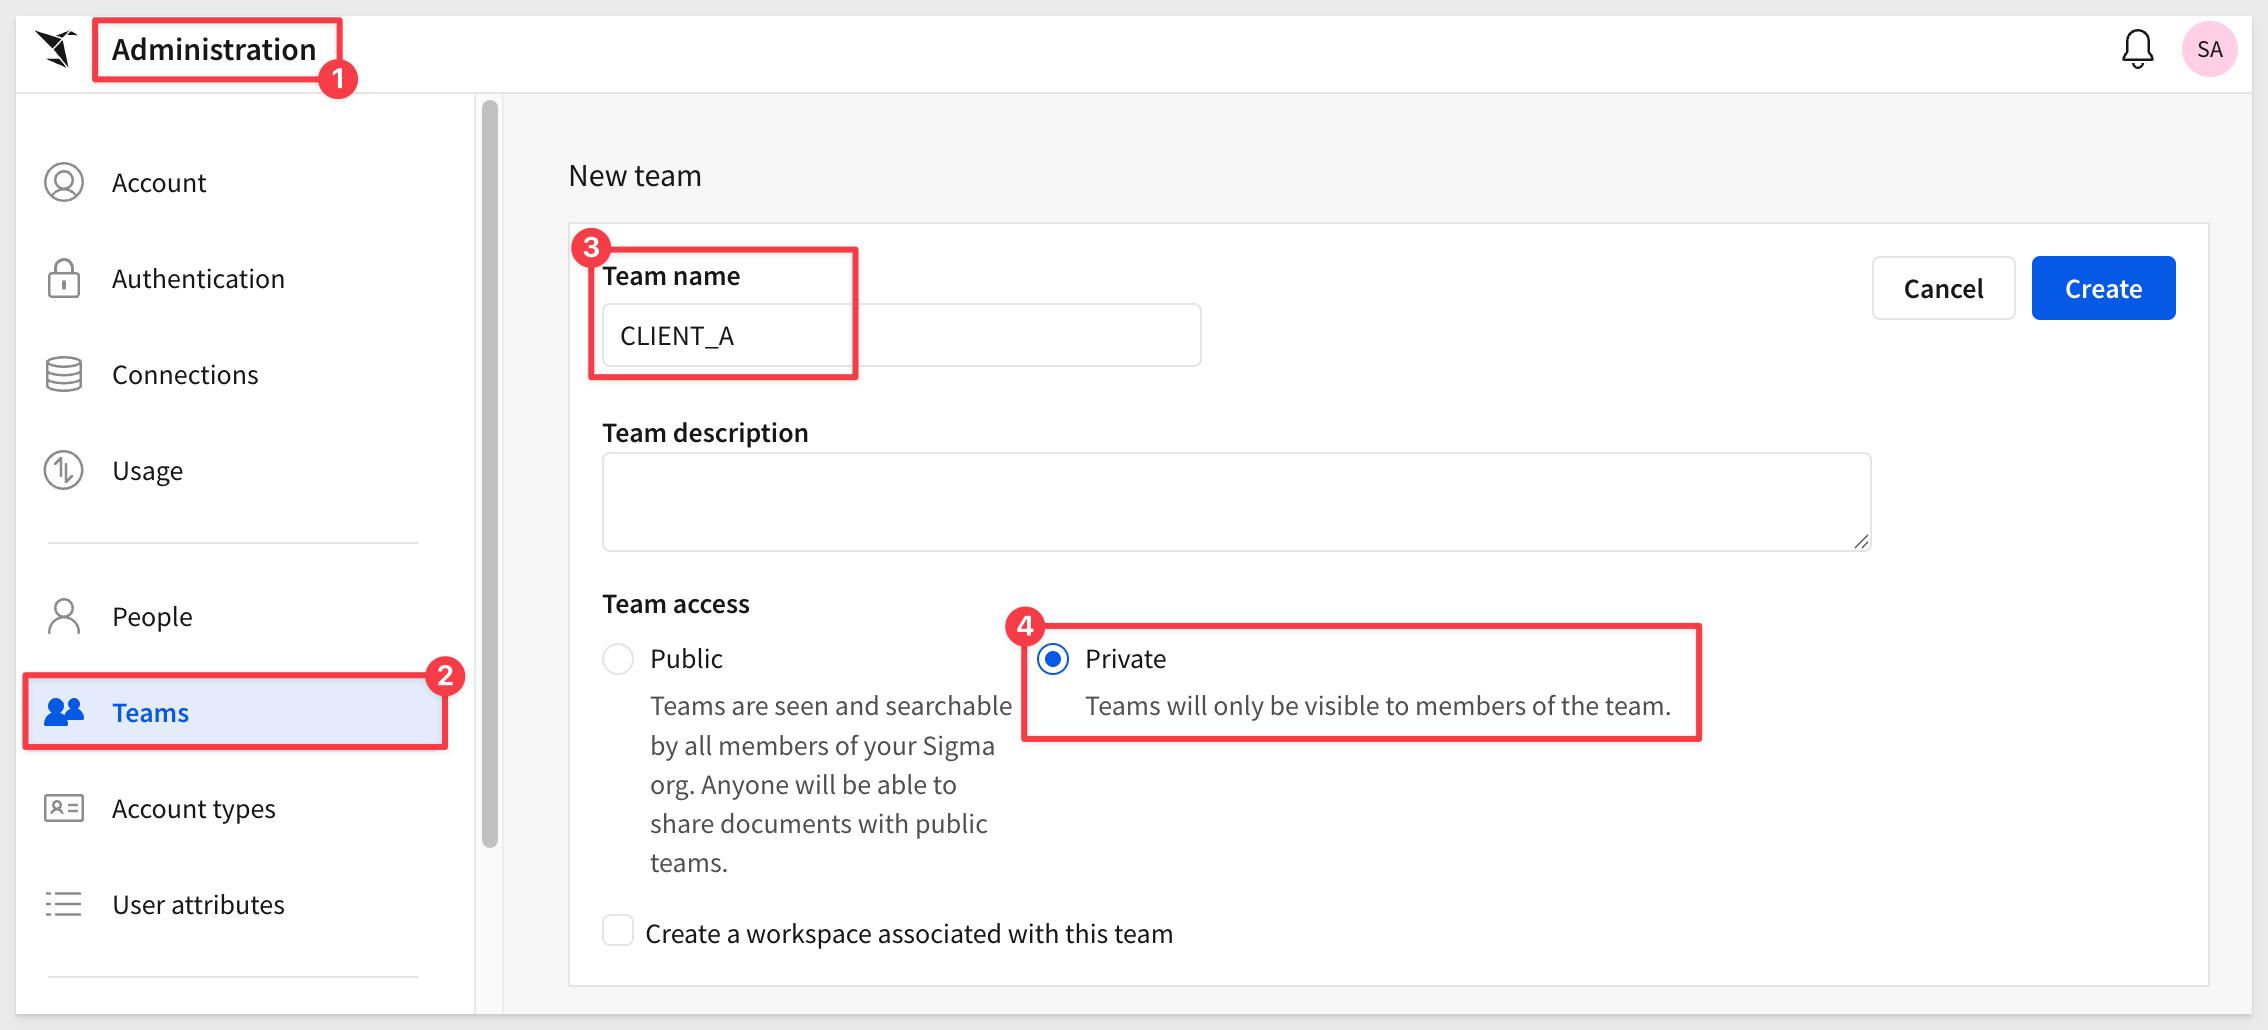 Administration
1
SA
Account
Authentication
Connections
Usage
People
2
Teams
Account types
User attributes
New team
3
Team name
CLIENT_A
Cancel
Create
Team description
Team access
Public
Teams are seen and searchable
by all members of your Sigma
org. Anyone will be able to
share documents with public
teams.
4
Private
Teams will only be visible to members of the team.
Create a workspace associated with this team